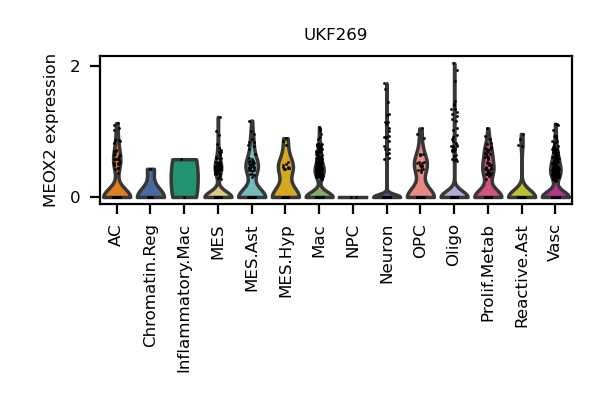 UKF269
MEOX2 expression
2
0
AC
Chromatin.Reg
Inflammatory.Mac
MES
MES.Ast
MES.Hyp
Mac
NPC
Neuron
OPC
Oligo
Prolif.Metab
Reactive.Ast
Vasc